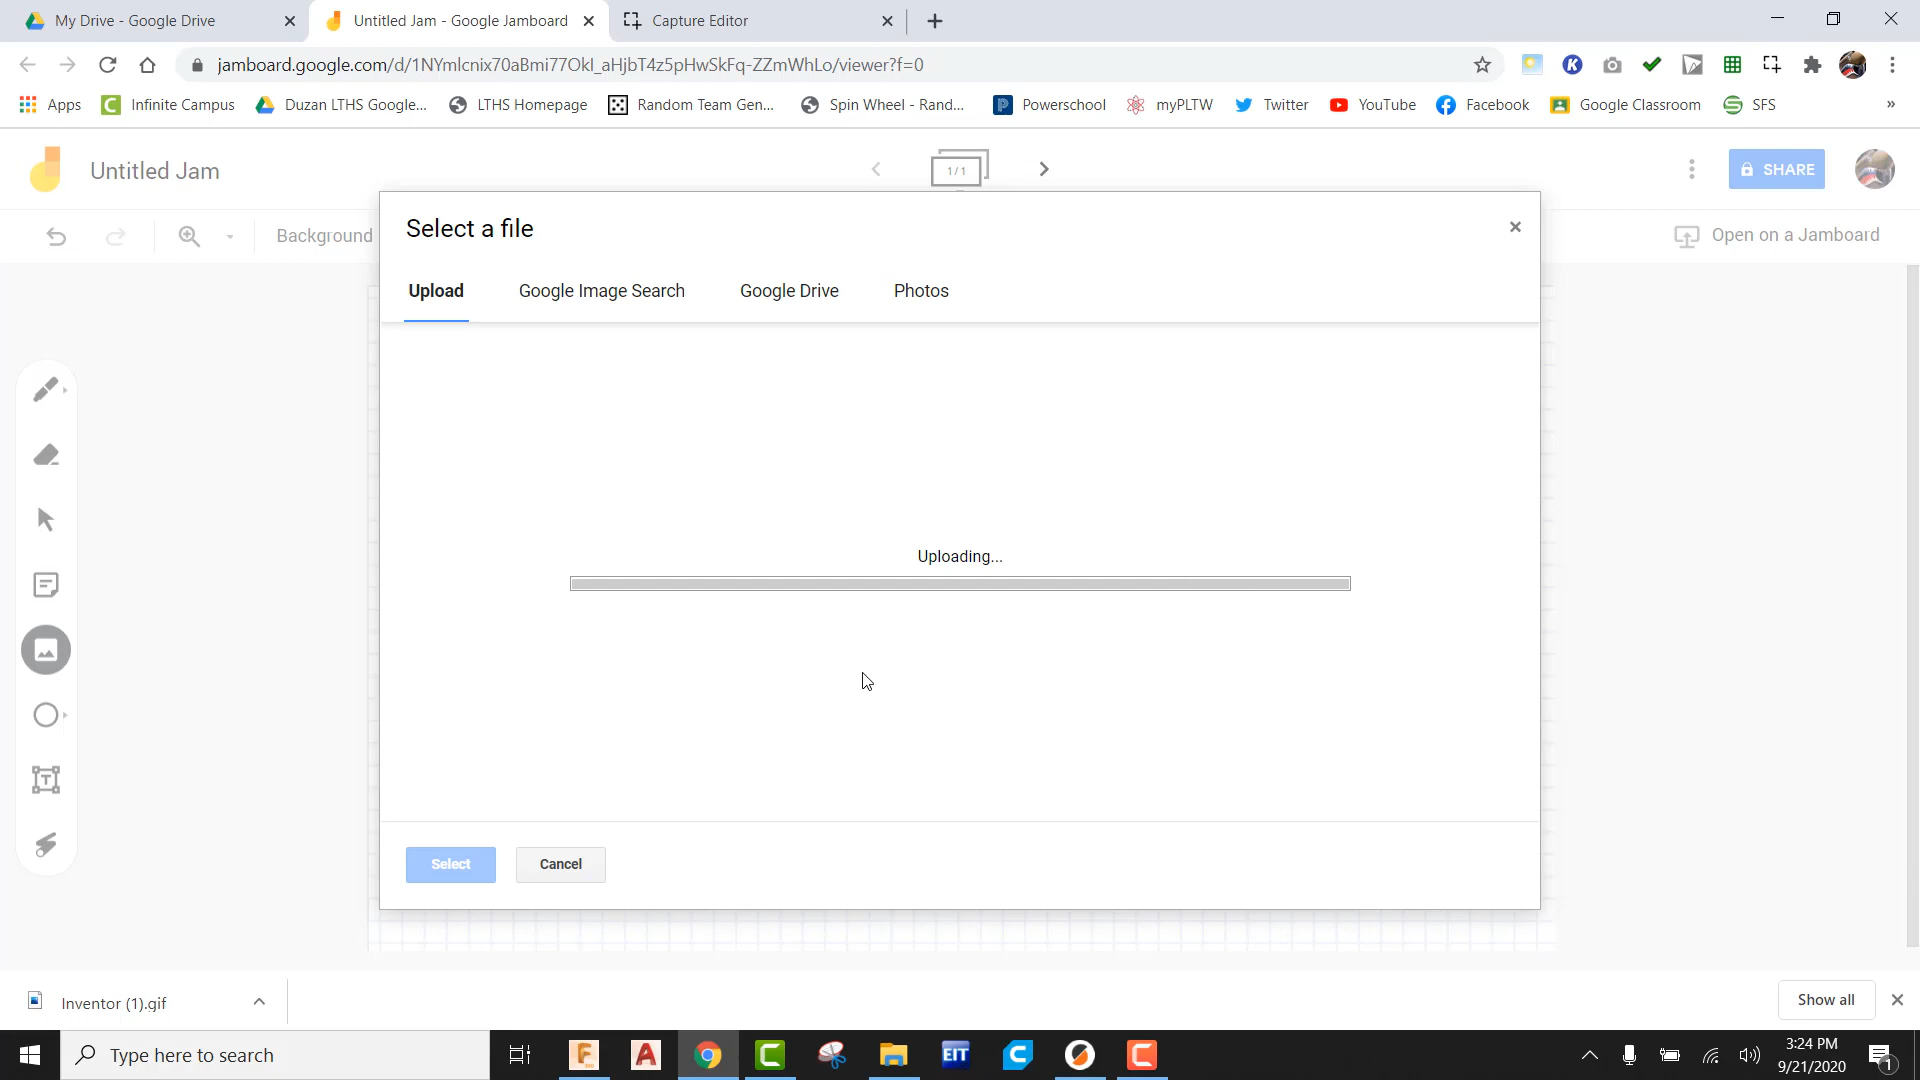 My Drive - Google Drive
Untitled Jam - Google Jamboard
Capture Editor
jamboard.google.com/d/1NYmlcnix70aBmi77OkI_aHjbT4z5pHwSkFq-ZZmWhLo/viewer?f=0
Apps
Infinite Campus
Duzan LTHS Google...
LTHS Homepage
Random Team Gen...
Spin Wheel - Rand...
Powerschool
myPLTW
Twitter
YouTube
Facebook
Google Classroom
SFS
Untitled Jam
1/1
SHARE
Background
Open on a Jamboard
Select a file
Upload
Google Image Search
Google Drive
Photos
Uploading...
Select
Cancel
Inventor (1).gif
Show all
Type here to search
EIT
3:24 PM
9/21/2020
1